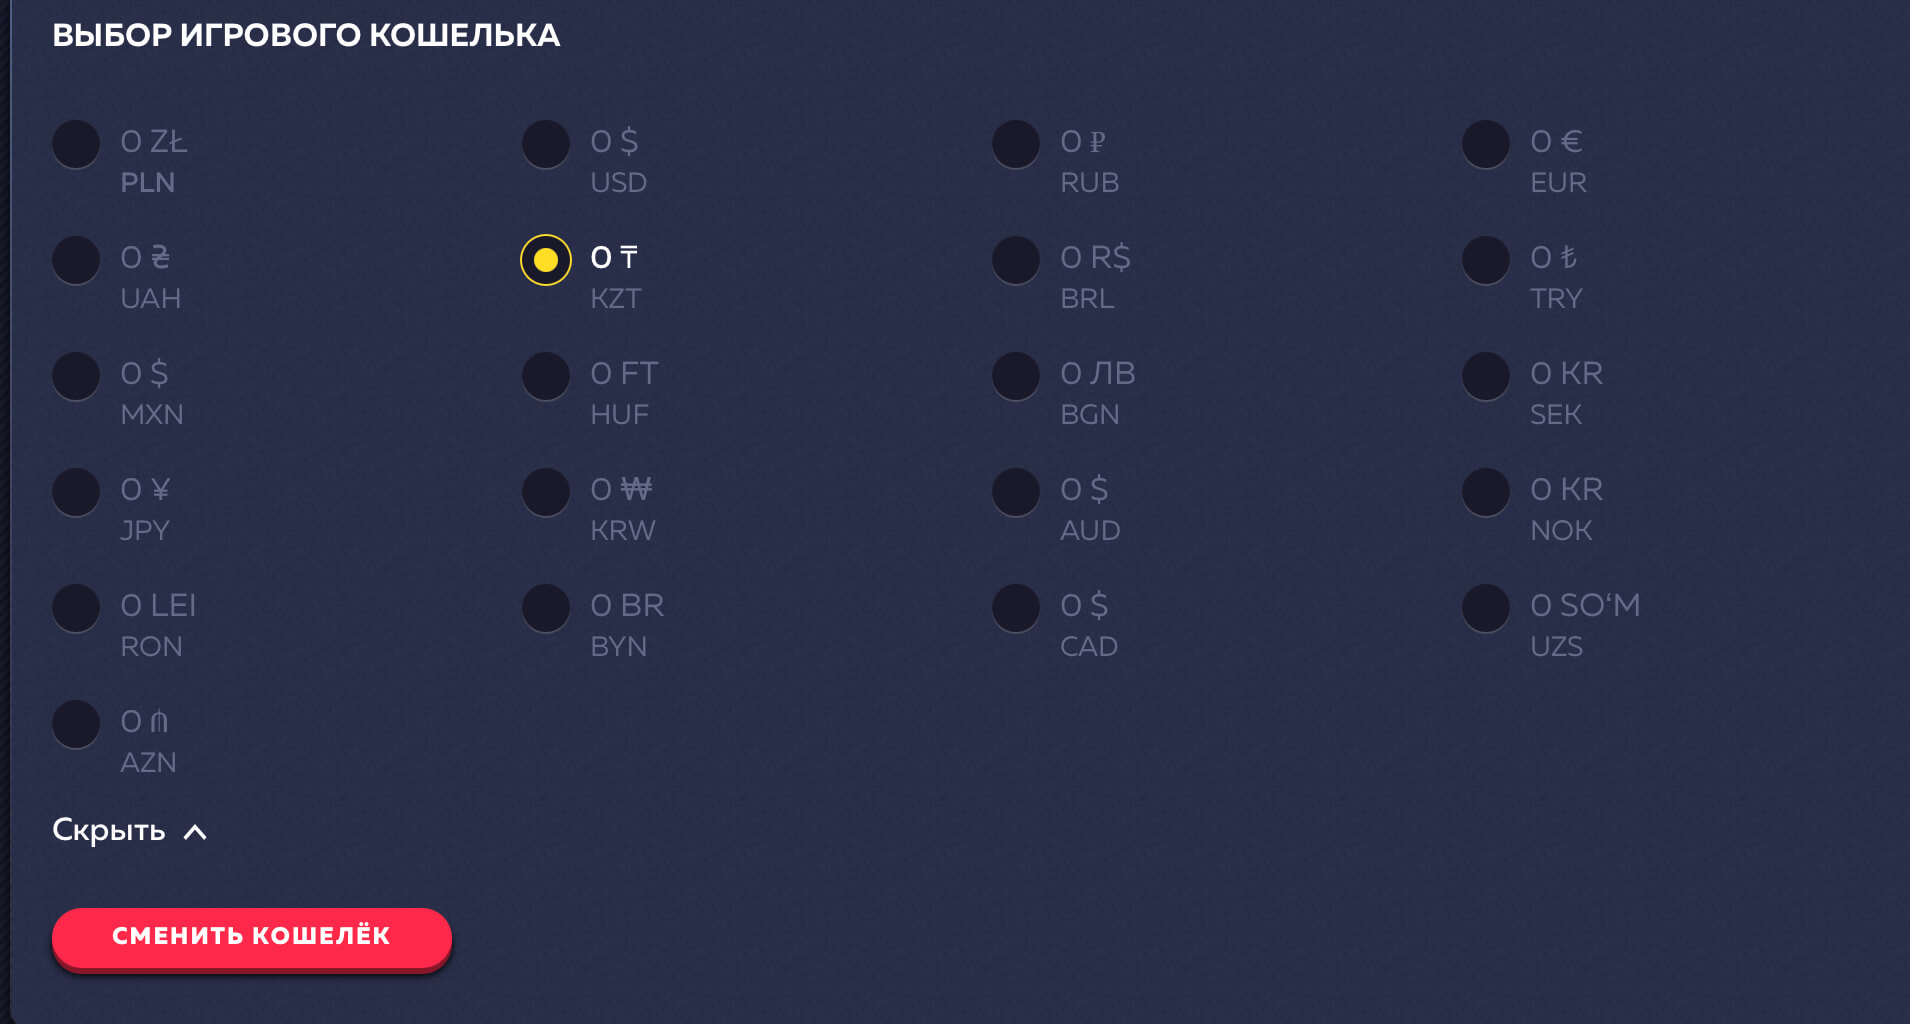 ВЫБОР ИГРОВОГО КОШЕЛЬКА
0 ZŁ
PLN
0 $
USD
0 ₽
RUB
0 €
EUR
0 ₴
UAH
0 ₸
KZT
0 R$
BRL
0 ₺
TRY
0 $
MXN
0 FT
HUF
0 ЛВ
BGN
0 KR
SEK
0 ¥
JPY
0 ₩
KRW
0 $
AUD
0 KR
NOK
0 LEI
RON
0 BR
BYN
0 $
CAD
0 SO‘M
UZS
0 ₼
AZN
Скрыть
СМЕНИТЬ КОШЕЛЁК